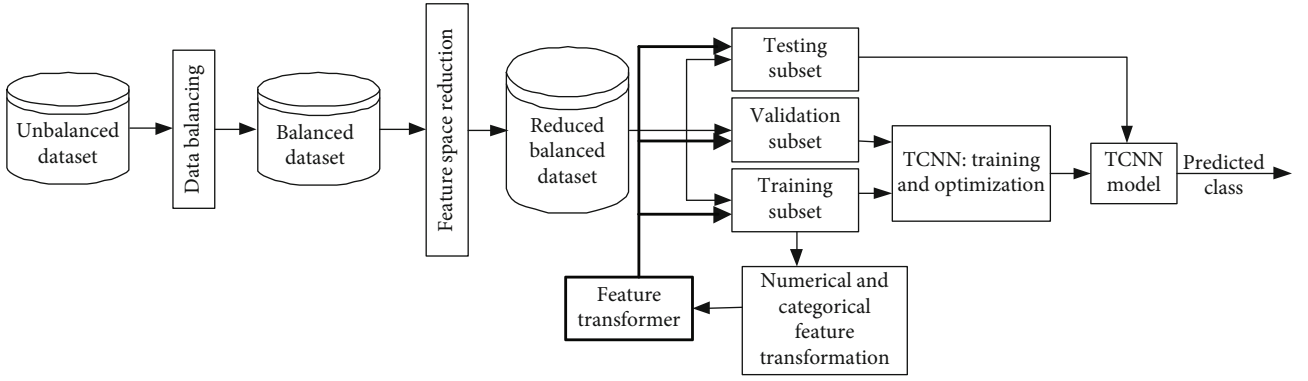 Unbalanced
dataset
Data balancing
Balanced
dataset
Feature space reduction
Reduced
balanced
dataset
Testing
subset
Validation
subset
Training
subset
TCNN: training
and optimization
TCNN
model
Predicted
class
Feature
transformer
Numerical and
categorical
feature
transformation